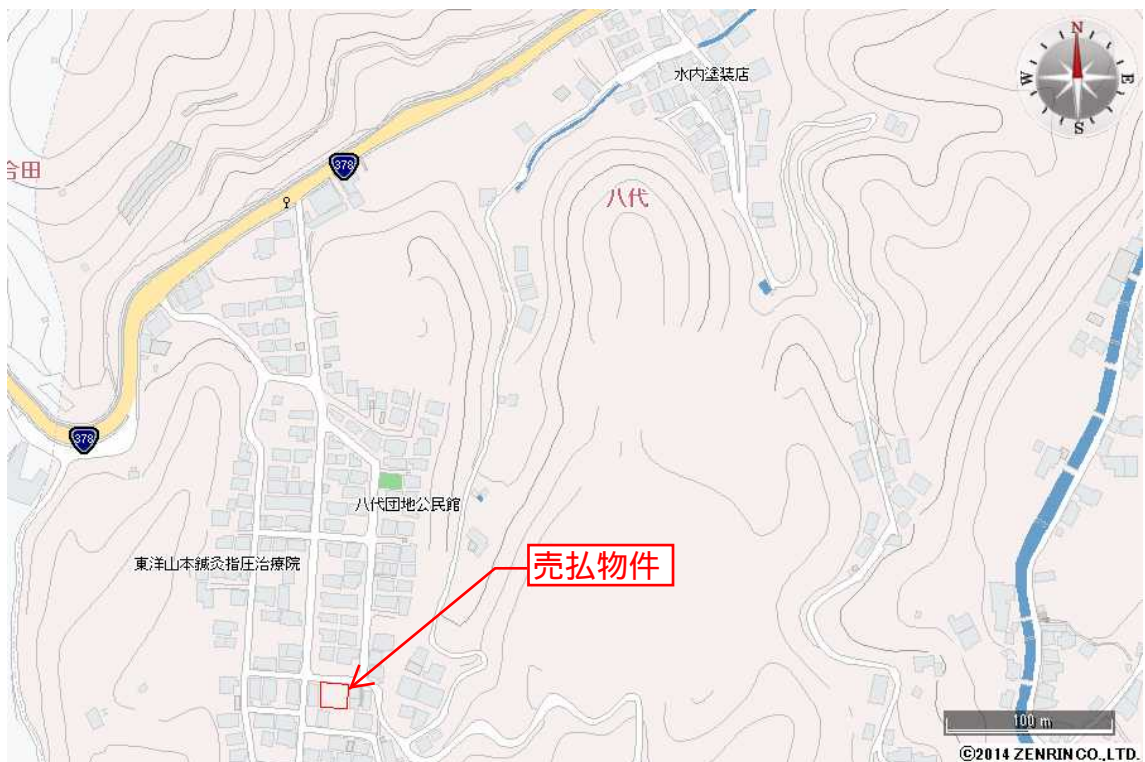 N
W
E
S
水内塗装店
合田
378
八代
378
八代団地公民館
東洋山本鍼灸指圧治療院
売払物件
100 m
©2014 ZENRIN CO.,LTD.